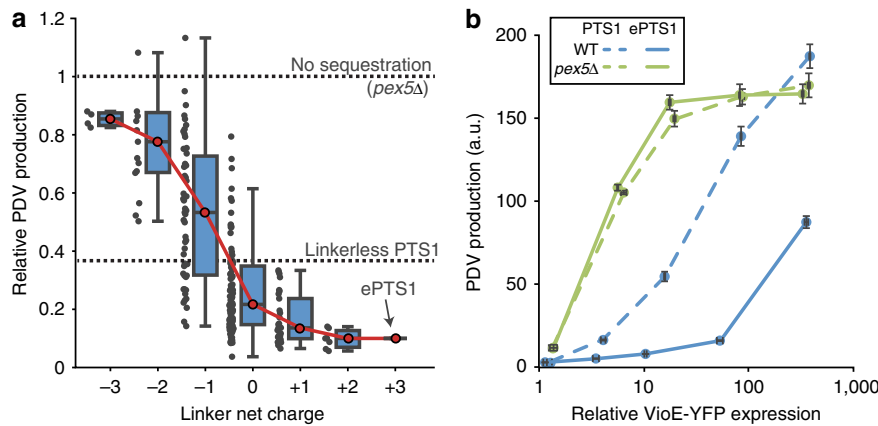 a
Relative PDV production
1.2
1
0.8
0.6
0.4
0.2
0
No sequestration
(pex5Δ)
Linkerless PTS1
ePTS1
–3 –2 –1 0 +1 +2 +3
Linker net charge
b
PDV production (a.u.)
200
150
100
50
0
PTS1 ePTS1
WT
pex5Δ
1 10 100 1,000
Relative VioE-YFP expression